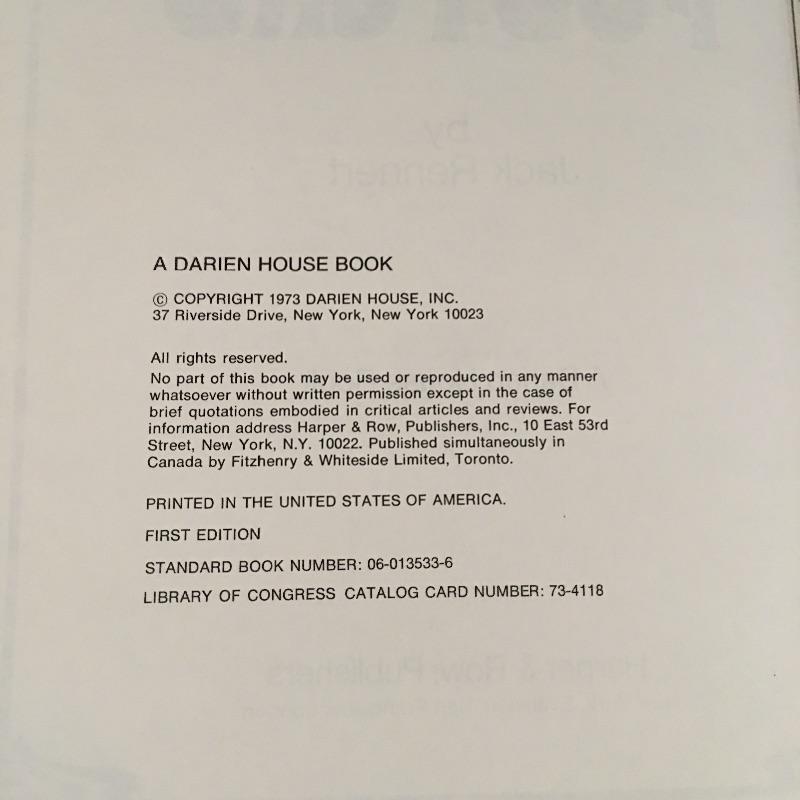 A DARIEN HOUSE BOOK
© COPYRIGHT 1973 DARIEN HOUSE, INC.
37 Riverside Drive, New York, New York 10023
All rights reserved.
No part of this book may be used or reproduced in any manner
whatsoever without written permission except in the case of
brief quotations embodied in critical articles and reviews. For
information address Harper & Row, Publishers, Inc., 10 East 53rd
Street, New York, N.Y. 10022. Published simultaneously in
Canada by Fitzhenry & Whiteside Limited, Toronto.
PRINTED IN THE UNITED STATES OF AMERICA.
FIRST EDITION
STANDARD BOOK NUMBER: 06-013533-6
LIBRARY OF CONGRESS CATALOG CARD NUMBER: 73-4118